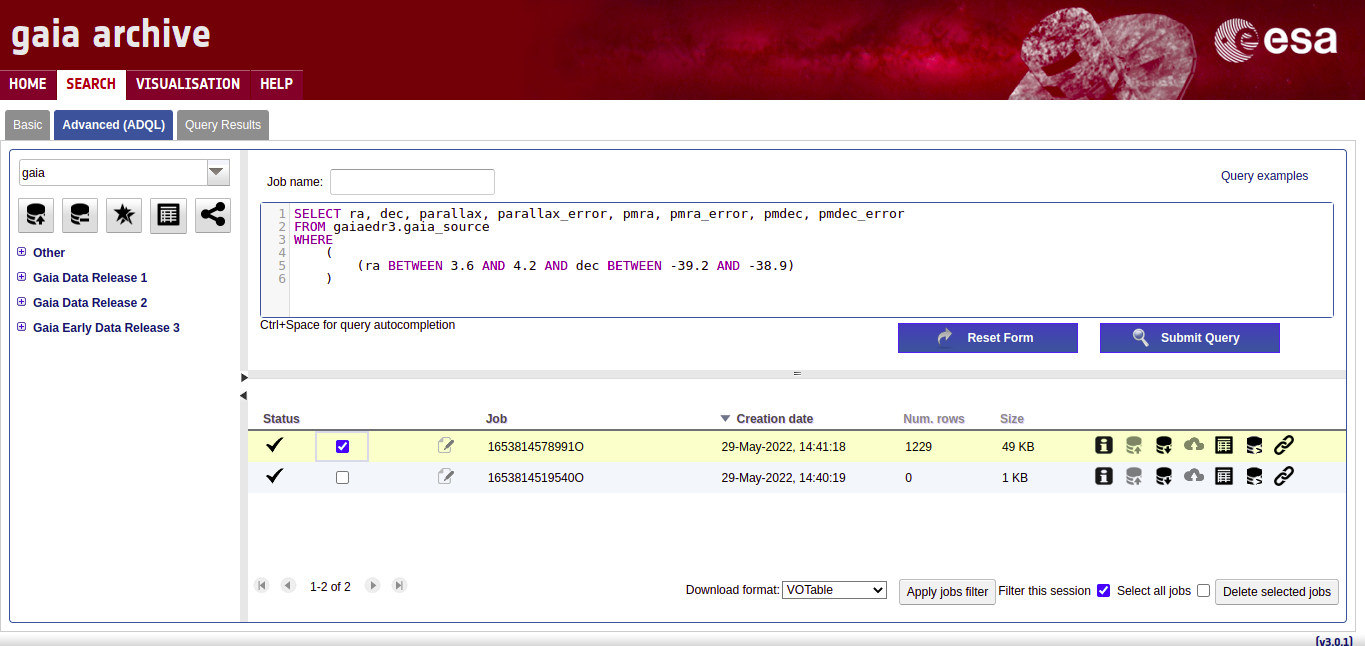 gaia archive
esa
HOME SEARCH VISUALISATION HELP
Basic Advanced (ADQL) Query Results
gaia
Other
Gaia Data Release 1
Gaia Data Release 2
Gaia Early Data Release 3
Job name:
Query examples
1 SELECT ra, dec, parallax, parallax_error, pmra, pmra_error, pmdec, pmdec_error
2 FROM gaiaedr3.gaia_source
3 WHERE
4 (
5 (ra BETWEEN 3.6 AND 4.2 AND dec BETWEEN -39.2 AND -38.9)
6 )
Ctrl+Space for query autocompletion
Reset Form Submit Query
Status Job Creation date Num. rows Size
1653814578991O 29-May-2022, 14:41:18 1229 49 KB
1653814519540O 29-May-2022, 14:40:19 0 1 KB
1-2 of 2
Download format: VOTable Apply jobs filter Filter this session Select all jobs Delete selected jobs
(v3.0.1)